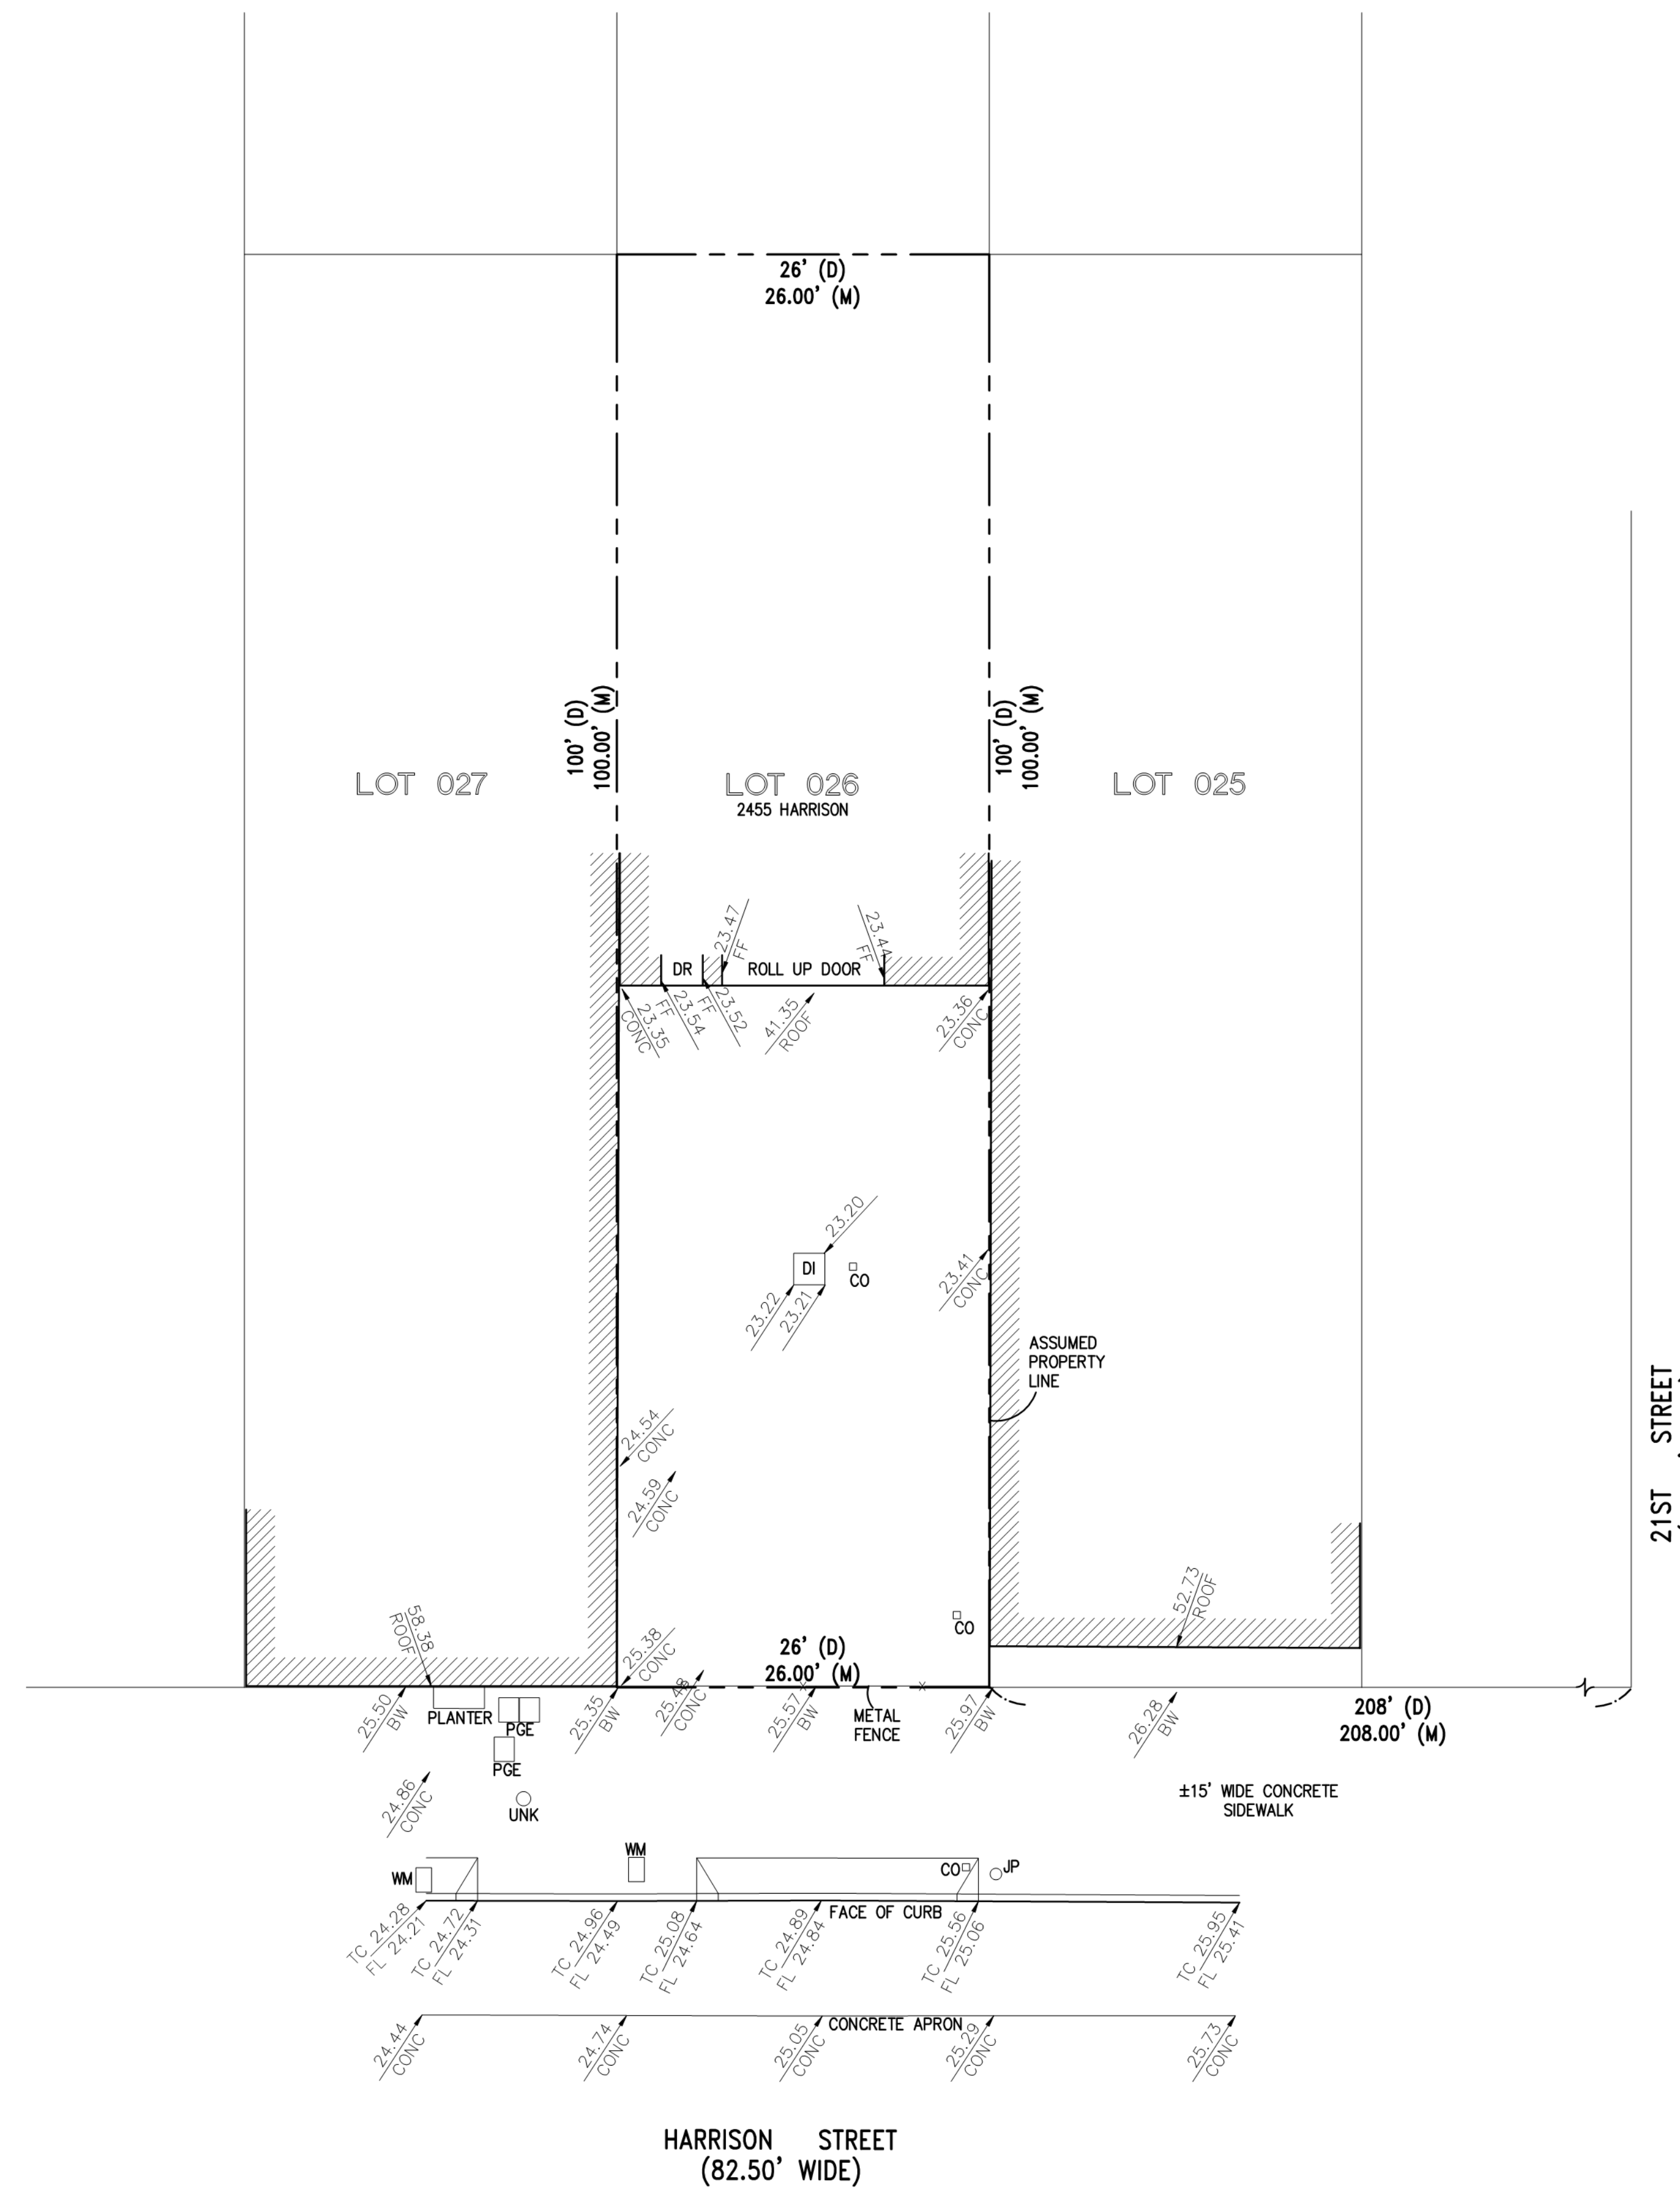 26' (D)
26.00' (M)
100' (D)
100.00' (M)
100' (D)
100.00' (M)
LOT 027
LOT 026
2455 HARRISON
LOT 025
23.47
FF
23.44
FF
DR
ROLL UP DOOR
23.35
CONC
23.54
FF
23.52
FF
41.35
ROOF
23.36
CONC
23.20
DI
CO
23.22
23.21
23.41
CONC
ASSUMED
PROPERTY
LINE
21ST STREET
24.54
CONC
24.59
CONC
58.38
ROOF
25.38
CONC
CO
52.73
ROOF
26' (D)
26.00' (M)
25.50
BW
PLANTER
PGE
PGE
25.35
BW
25.48
CONC
25.57
BW
METAL
FENCE
25.97
BW
26.28
BW
208' (D)
208.00' (M)
24.86
CONC
UNK
±15' WIDE CONCRETE
SIDEWALK
WM
WM
CO
JP
FACE OF CURB
TC 24.28
FL 24.21
TC 24.72
FL 24.31
TC 24.96
FL 24.49
TC 25.08
FL 24.64
TC 24.89
FL 24.84
TC 25.56
FL 25.06
TC 25.95
FL 25.41
CONCRETE APRON
24.44
CONC
24.74
CONC
25.05
CONC
25.29
CONC
25.73
CONC
HARRISON STREET
(82.50' WIDE)